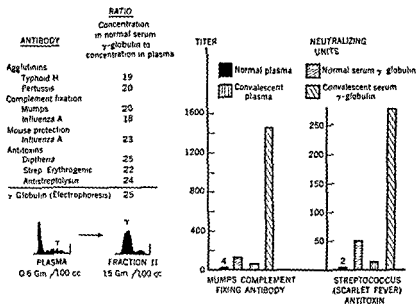 RATIO
Concentration
in normal serum
γ-globulin to
concentration in plasma
ANTIBODY
Agglutinins
Typhoid H 19
Pertussis 20
Complement fixation
Mumps 20
Influenza A 18
Mouse protection
Influenza A 23
Antitoxins
Diptheria 25
Strep. Erythrogenic 22
Antistreptolysin 24
γ Globulin (Electrophoresis) 25
γ
γ
PLASMA
0.6 Gm/100 cc
FRACTION II
15 Gm/100 cc
TITER
NEUTRALIZING
UNITS
Normal plasma
Normal serum γ globulin
Convalescent
plasma
Convalescent serum
γ-globulin
1600
1200
800
400
0
4
MUMPS COMPLEMENT
FIXING ANTIBODY
250
200
150
100
50
0
2
STREPTOCOCCUS
(SCARLET FEVER)
ANTITOXIN